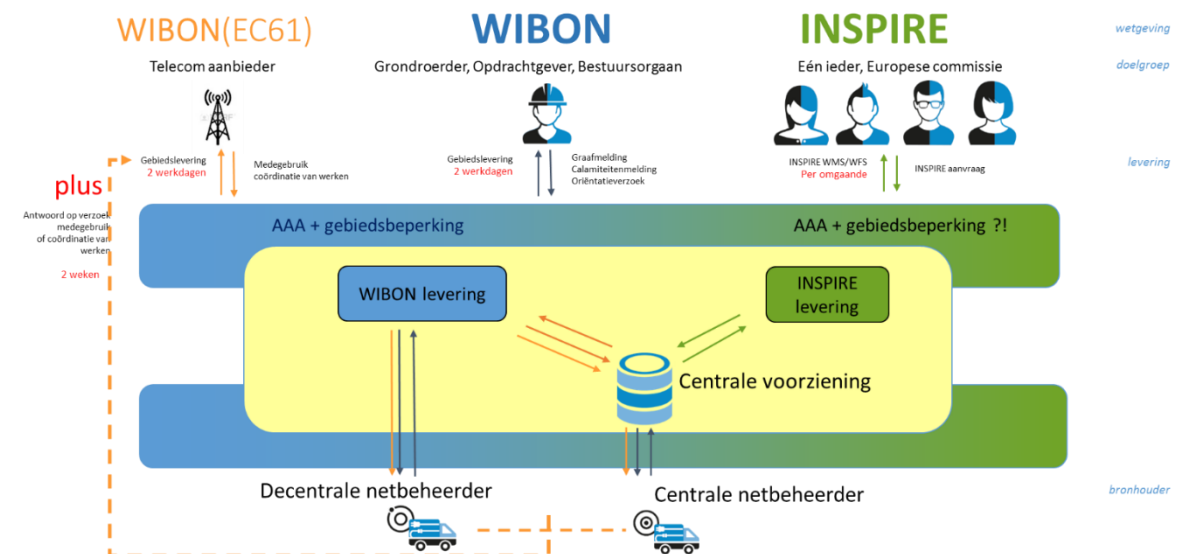 WIBON(EC61)
WIBON
INSPIRE
wetgeving
Telecom aanbieder
Grondroerder, Opdrachtgever, Bestuursorgaan
Eén ieder, Europese commissie
doelgroep
Gebiedslevering
2 werkdagen
Medegebruik
coördinatie van werken
Gebiedslevering
2 werkdagen
Graafmelding
Calamiteitenmelding
Oriëntatieverzoek
INSPIRE WMS/WFS
Per omgaande
INSPIRE aanvraag
levering
plus
Antwoord op verzoek
medegebruik
of coördinatie van
werken
2 weken
AAA + gebiedsbeperking
AAA + gebiedsbeperking ?!
WIBON levering
INSPIRE
levering
Centrale voorziening
Decentrale netbeheerder
Centrale netbeheerder
bronhouder